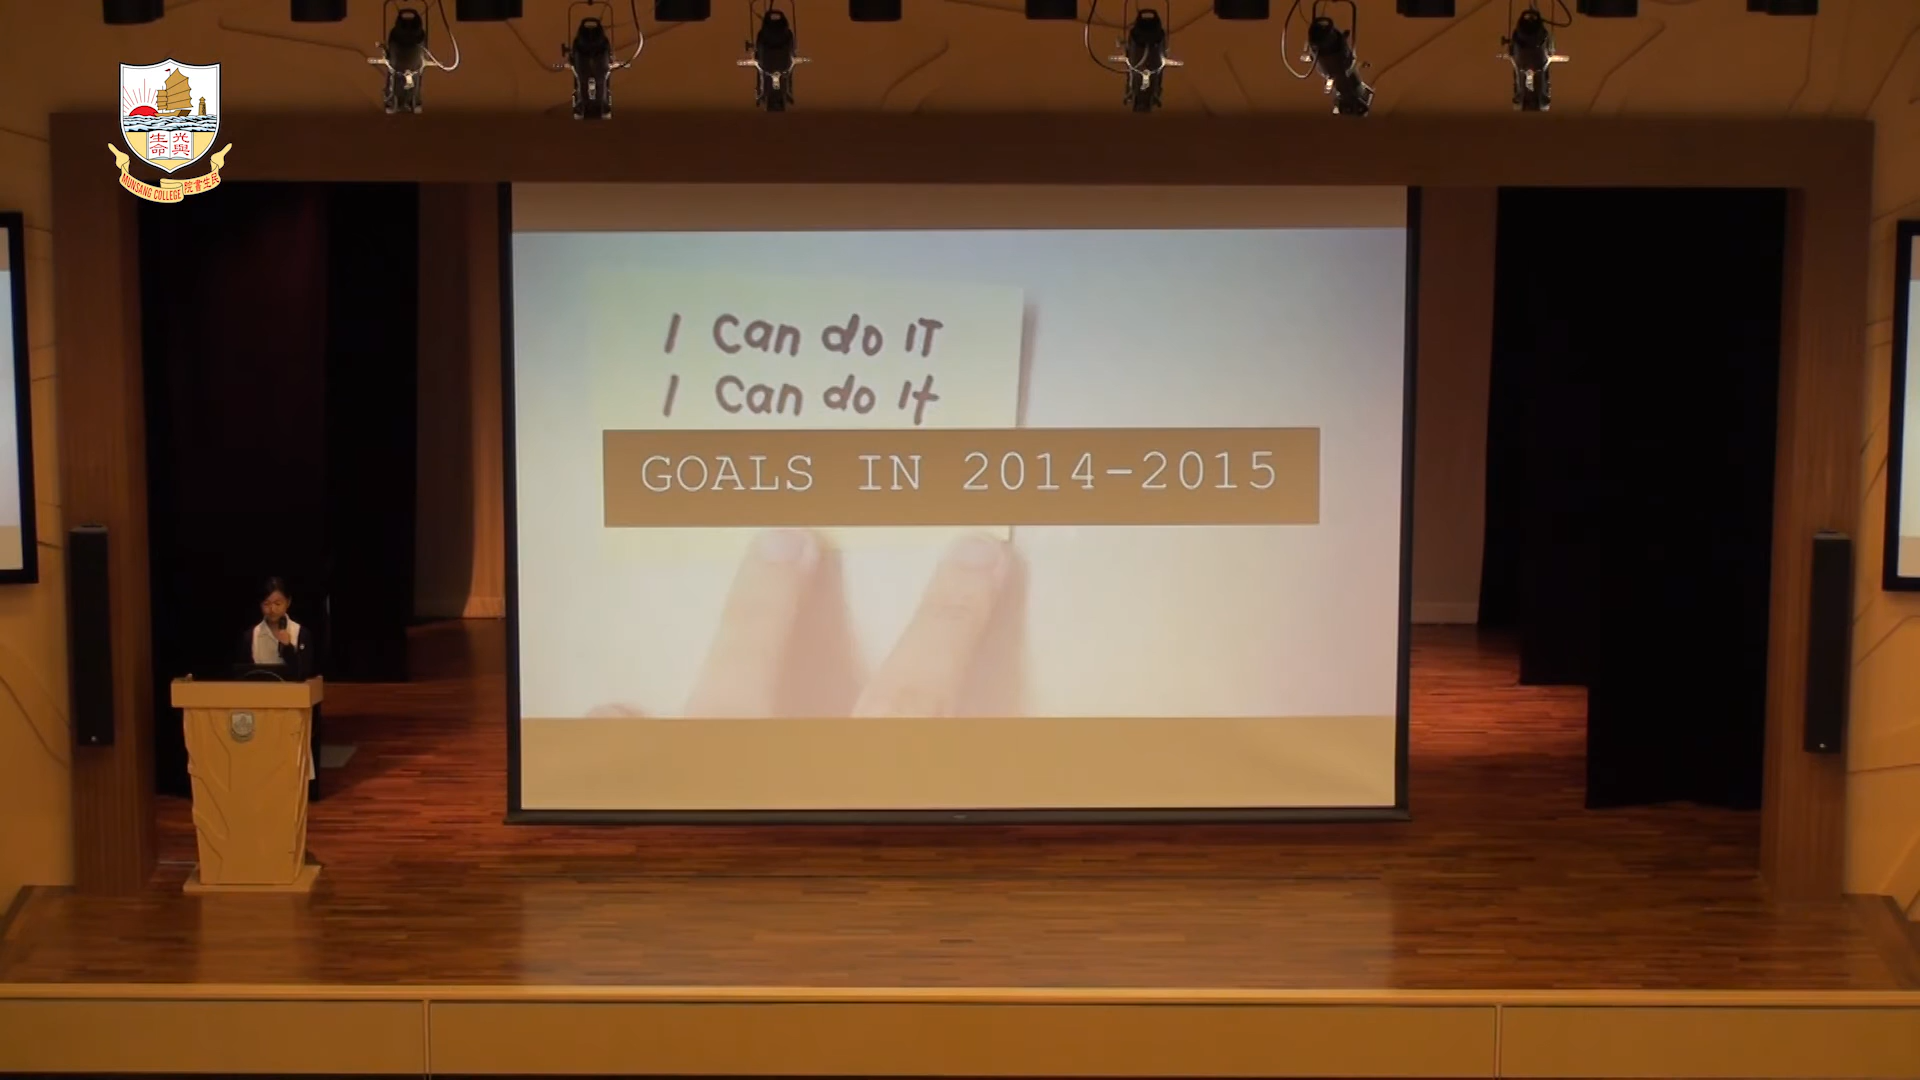 生 光
命 與
MUNSANG COLLEGE 院書生民
I Can do IT
I Can do It
GOALS IN 2014-2015